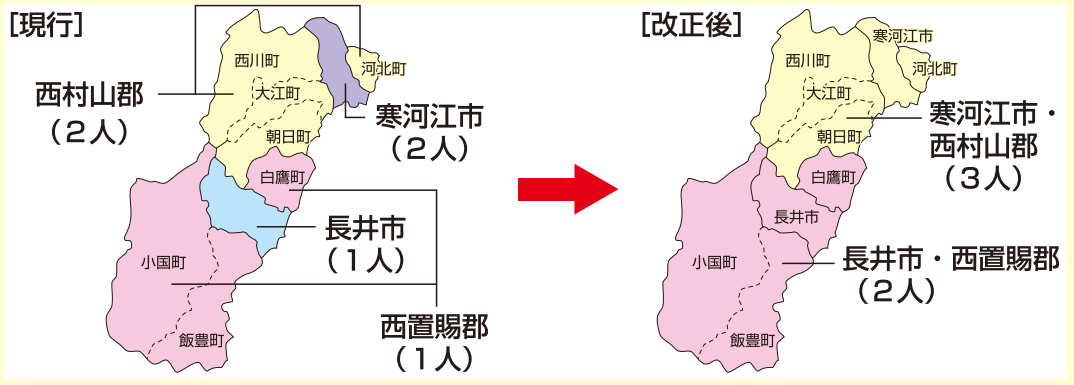 ［現行］
西川町
河北町
大江町
西村山郡
（２人）
寒河江市
（２人）
朝日町
白鷹町
長井市
（１人）
小国町
西置賜郡
（１人）
飯豊町
［改正後］
寒河江市
西川町
河北町
大江町
寒河江市・
西村山郡
（３人）
朝日町
白鷹町
長井市
小国町
長井市・西置賜郡
（２人）
飯豊町